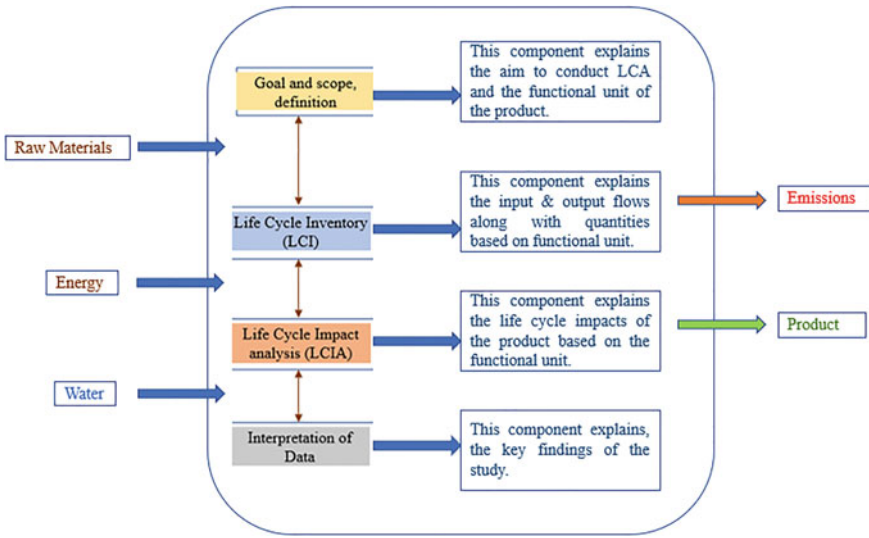 Raw Materials
Energy
Water
Goal and scope,
definition
This component explains
the aim to conduct LCA
and the functional unit of
the product.
Life Cycle Inventory
(LCI)
This component explains
the input & output flows
along with quantities
based on functional unit.
Life Cycle Impact
analysis (LCIA)
This component explains
the life cycle impacts of
the product based on the
functional unit.
Interpretation of
Data
This component explains,
the key findings of the
study.
Emissions
Product